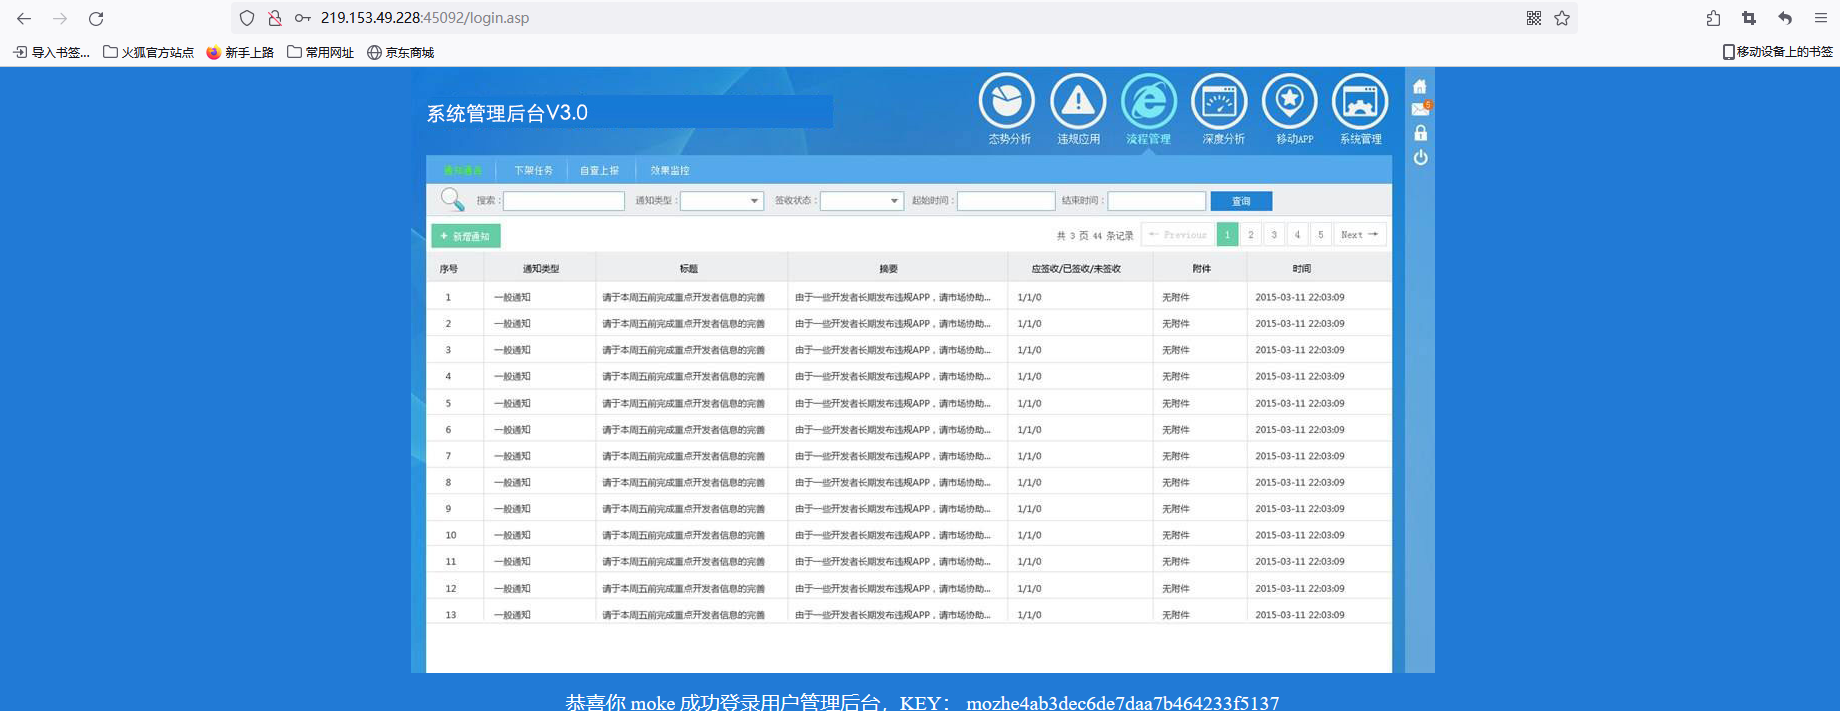 219.153.49.228:45092/login.asp
导入书签... 火狐官方站点 新手上路 常用网址 京东商城 移动设备上的书签
系统管理后台V3.0
态势分析 违规应用 流程管理 深度分析 移动APP 系统管理
5
下架任务 自查上报 效果监控
搜索： 通知类型： 签收状态： 起始时间： 结束时间： 查询
+ 新增通知 共 3 页 44 条记录 ← Previous 1 2 3 4 5 Next →
序号 通知类型 标题 摘要 应签收/已签收/未签收 附件 时间
1 一般通知 请于本周五前完成重点开发者信息的完善 由于一些开发者长期发布违规APP，请市场协助... 1/1/0 无附件 2015-03-11 22:03:09
2 一般通知 请于本周五前完成重点开发者信息的完善 由于一些开发者长期发布违规APP，请市场协助... 1/1/0 无附件 2015-03-11 22:03:09
3 一般通知 请于本周五前完成重点开发者信息的完善 由于一些开发者长期发布违规APP，请市场协助... 1/1/0 无附件 2015-03-11 22:03:09
4 一般通知 请于本周五前完成重点开发者信息的完善 由于一些开发者长期发布违规APP，请市场协助... 1/1/0 无附件 2015-03-11 22:03:09
5 一般通知 请于本周五前完成重点开发者信息的完善 由于一些开发者长期发布违规APP，请市场协助... 1/1/0 无附件 2015-03-11 22:03:09
6 一般通知 请于本周五前完成重点开发者信息的完善 由于一些开发者长期发布违规APP，请市场协助... 1/1/0 无附件 2015-03-11 22:03:09
7 一般通知 请于本周五前完成重点开发者信息的完善 由于一些开发者长期发布违规APP，请市场协助... 1/1/0 无附件 2015-03-11 22:03:09
8 一般通知 请于本周五前完成重点开发者信息的完善 由于一些开发者长期发布违规APP，请市场协助... 1/1/0 无附件 2015-03-11 22:03:09
9 一般通知 请于本周五前完成重点开发者信息的完善 由于一些开发者长期发布违规APP，请市场协助... 1/1/0 无附件 2015-03-11 22:03:09
10 一般通知 请于本周五前完成重点开发者信息的完善 由于一些开发者长期发布违规APP，请市场协助... 1/1/0 无附件 2015-03-11 22:03:09
11 一般通知 请于本周五前完成重点开发者信息的完善 由于一些开发者长期发布违规APP，请市场协助... 1/1/0 无附件 2015-03-11 22:03:09
12 一般通知 请于本周五前完成重点开发者信息的完善 由于一些开发者长期发布违规APP，请市场协助... 1/1/0 无附件 2015-03-11 22:03:09
13 一般通知 请于本周五前完成重点开发者信息的完善 由于一些开发者长期发布违规APP，请市场协助... 1/1/0 无附件 2015-03-11 22:03:09
恭喜你 moke 成功登录用户管理后台，KEY： mozhe4ab3dec6de7daa7b464233f5137